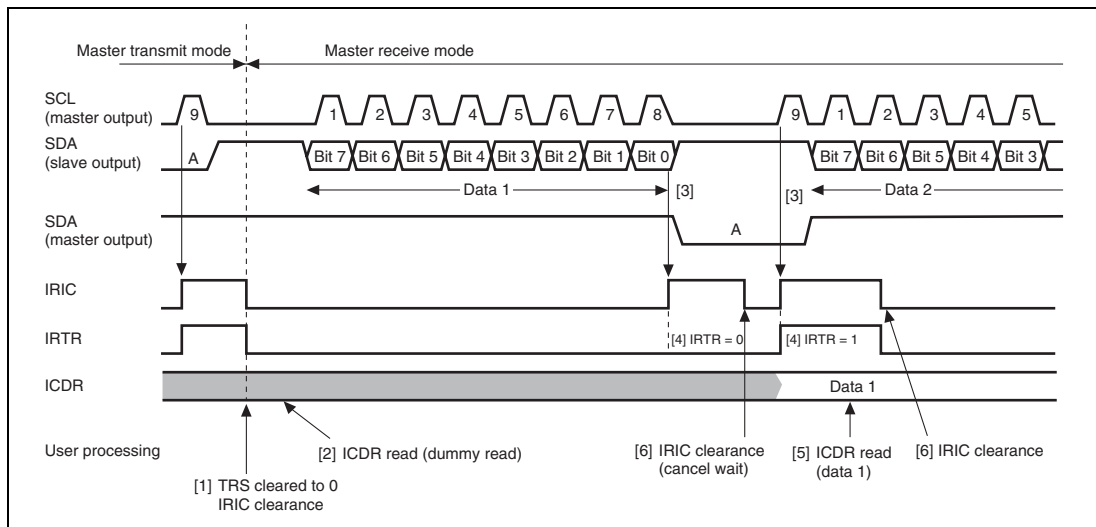 Master transmit mode
Master receive mode
SCL
(master output)
9
1
2
3
4
5
6
7
8
9
1
2
3
4
5
SDA
(slave output)
A
Bit 7
Bit 6
Bit 5
Bit 4
Bit 3
Bit 2
Bit 1
Bit 0
Bit 7
Bit 6
Bit 5
Bit 4
Bit 3
Data 1
[3]
[3]
Data 2
SDA
(master output)
A
IRIC
IRTR
[4] IRTR = 0
[4] IRTR = 1
ICDR
Data 1
User processing
[2] ICDR read (dummy read)
[6] IRIC clearance
(cancel wait)
[5] ICDR read
(data 1)
[6] IRIC clearance
[1] TRS cleared to 0
IRIC clearance